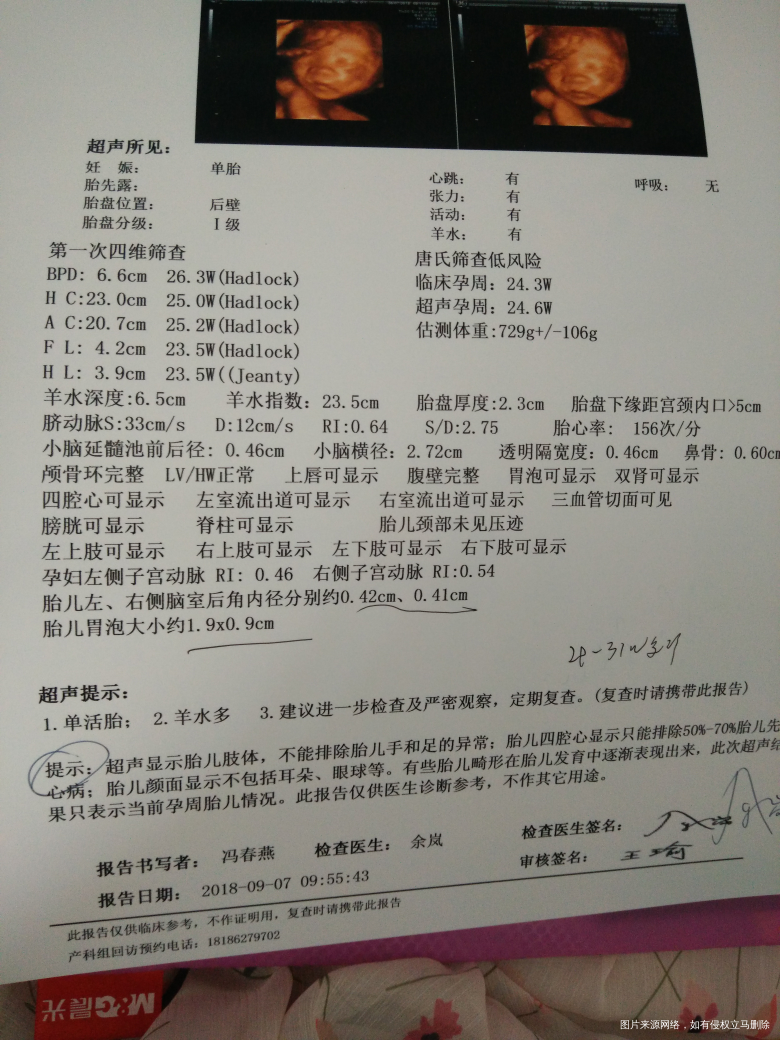 超声所见:
妊 娠: 单胎 心跳: 有 呼吸: 无
胎先露: 张力: 有
胎盘位置: 后壁 活动: 有
胎盘分级: I级 羊水: 有
第一次四维筛查 唐氏筛查低风险
BPD: 6.6cm 26.3W(Hadlock) 临床孕周: 24.3W
H C:23.0cm 25.0W(Hadlock) 超声孕周: 24.6W
A C:20.7cm 25.2W(Hadlock) 估测体重:729g+/-106g
F L: 4.2cm 23.5W(Hadlock)
H L: 3.9cm 23.5W((Jeanty)
羊水深度:6.5cm 羊水指数: 23.5cm 胎盘厚度:2.3cm 胎盘下缘距宫颈内口>5cm
脐动脉S:33cm/s D:12cm/s RI:0.64 S/D:2.75 胎心率: 156次/分
小脑延髓池前后径: 0.46cm 小脑横径: 2.72cm 透明隔宽度: 0.46cm 鼻骨: 0.60cm
颅骨环完整 LV/HW正常 上唇可显示 腹壁完整 胃泡可显示 双肾可显示
四腔心可显示 左室流出道可显示 右室流出道可显示 三血管切面可见
膀胱可显示 脊柱可显示 胎儿颈部未见压迹
左上肢可显示 右上肢可显示 左下肢可显示 右下肢可显示
孕妇左侧子宫动脉 RI: 0.46 右侧子宫动脉 RI:0.54
胎儿左、右侧脑室后角内径分别约0.42cm、0.41cm
胎儿胃泡大小约1.9x0.9cm
超声提示:
1.单活胎; 2.羊水多 3.建议进一步检查及严密观察,定期复查。(复查时请携带此报告)
提示: 超声显示胎儿肢体,不能排除胎儿手和足的异常;胎儿四腔心显示只能排除50%-70%胎儿先
心病;胎儿颜面显示不包括耳朵、眼球等。有些胎儿畸形在胎儿发育中逐渐表现出来,此次超声结
果只表示当前孕周胎儿情况。此报告仅供医生诊断参考,不作其它用途。
报告书写者: 冯春燕 检查医生: 余岚 检查医生签名:
报告日期: 2018-09-07 09:55:43 审核签名: 王瑜
此报告仅供临床参考,不作证明用,复查时请携带此报告
产科组回访预约电话: 18186279702
M&G晨光
图片来源网络,如有侵权立马删除